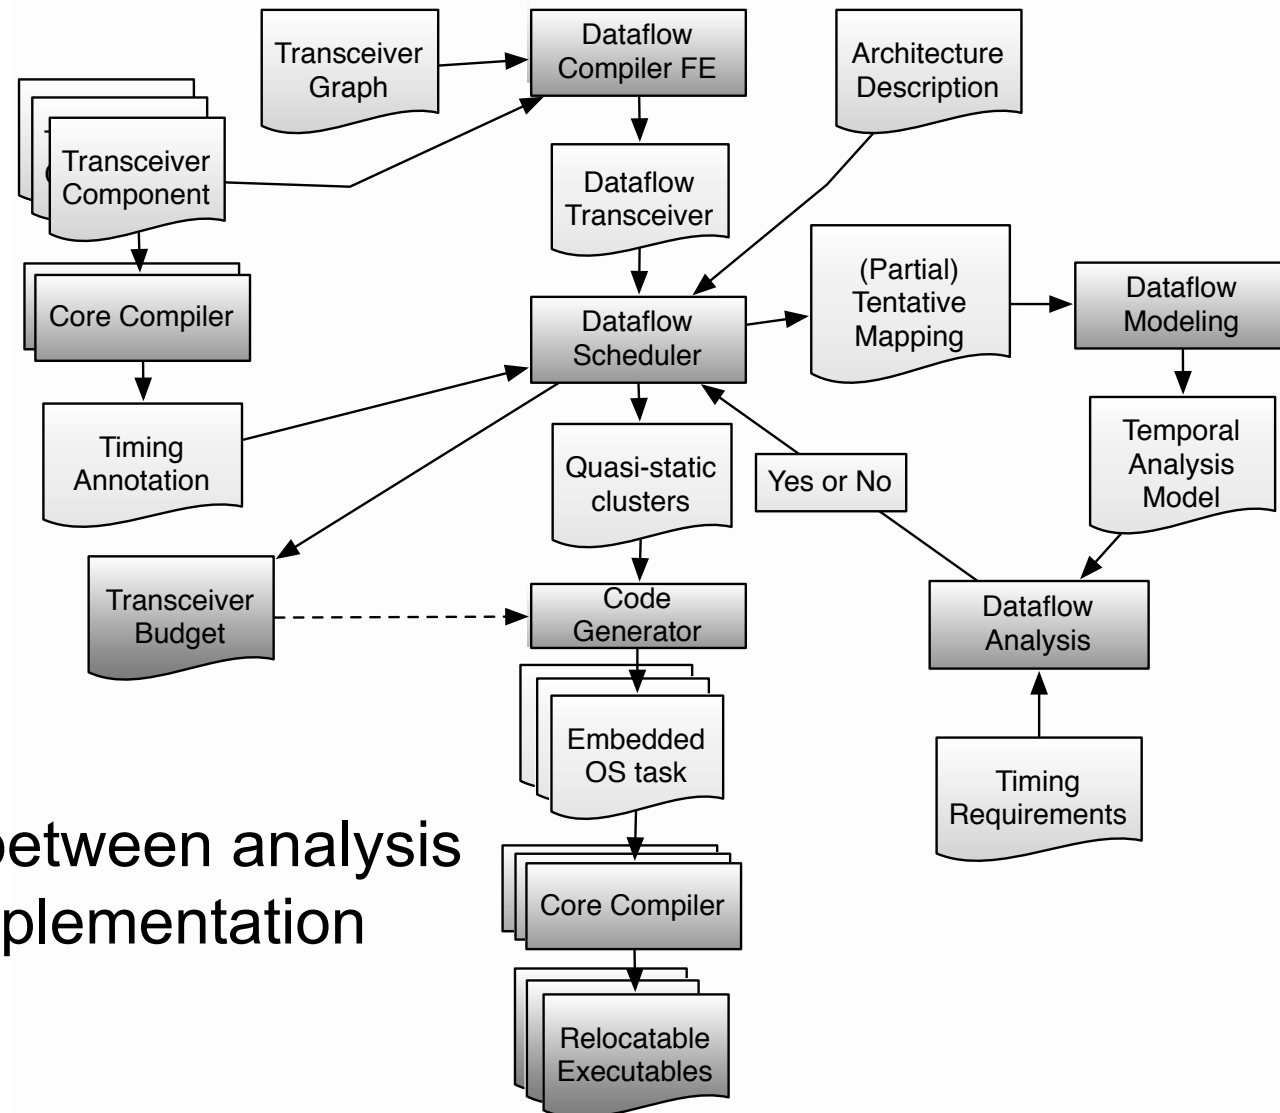 Transceiver
Graph
Dataflow
Compiler FE
Architecture
Description
Transceiver
Component
Dataflow
Transceiver
(Partial)
Tentative
Mapping
Dataflow
Modeling
Core Compiler
Dataflow
Scheduler
Timing
Annotation
Quasi-static
clusters
Yes or No
Temporal
Analysis
Model
Transceiver
Budget
Code
Generator
Dataflow
Analysis
Embedded
OS task
Timing
Requirements
between analysis
plementation
Core Compiler
Relocatable
Executables